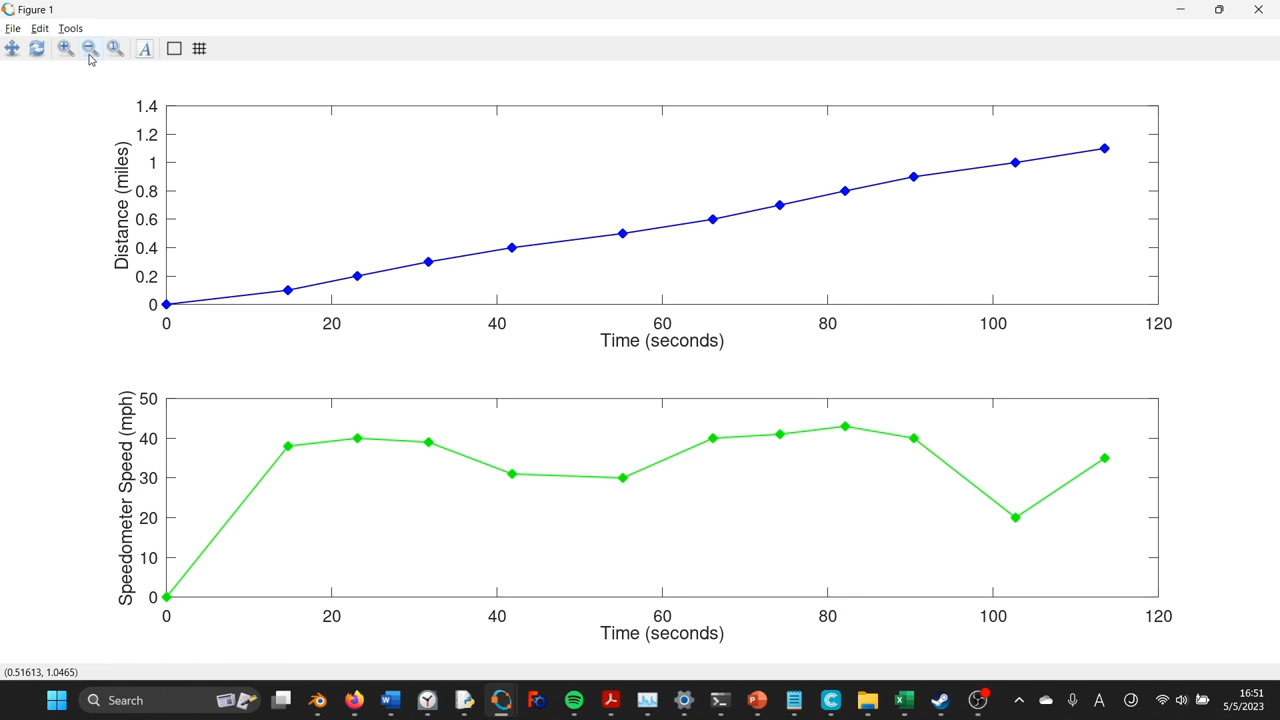 Figure 1
File Edit Tools
A
1.4
1.2
1
0.8
0.6
0.4
0.2
0
Distance (miles)
0 20 40 60 80 100 120
Time (seconds)
50
40
30
20
10
0
Speedometer Speed (mph)
0 20 40 60 80 100 120
Time (seconds)
(0.51613, 1.0465)
Search
A
16:51
5/5/2023